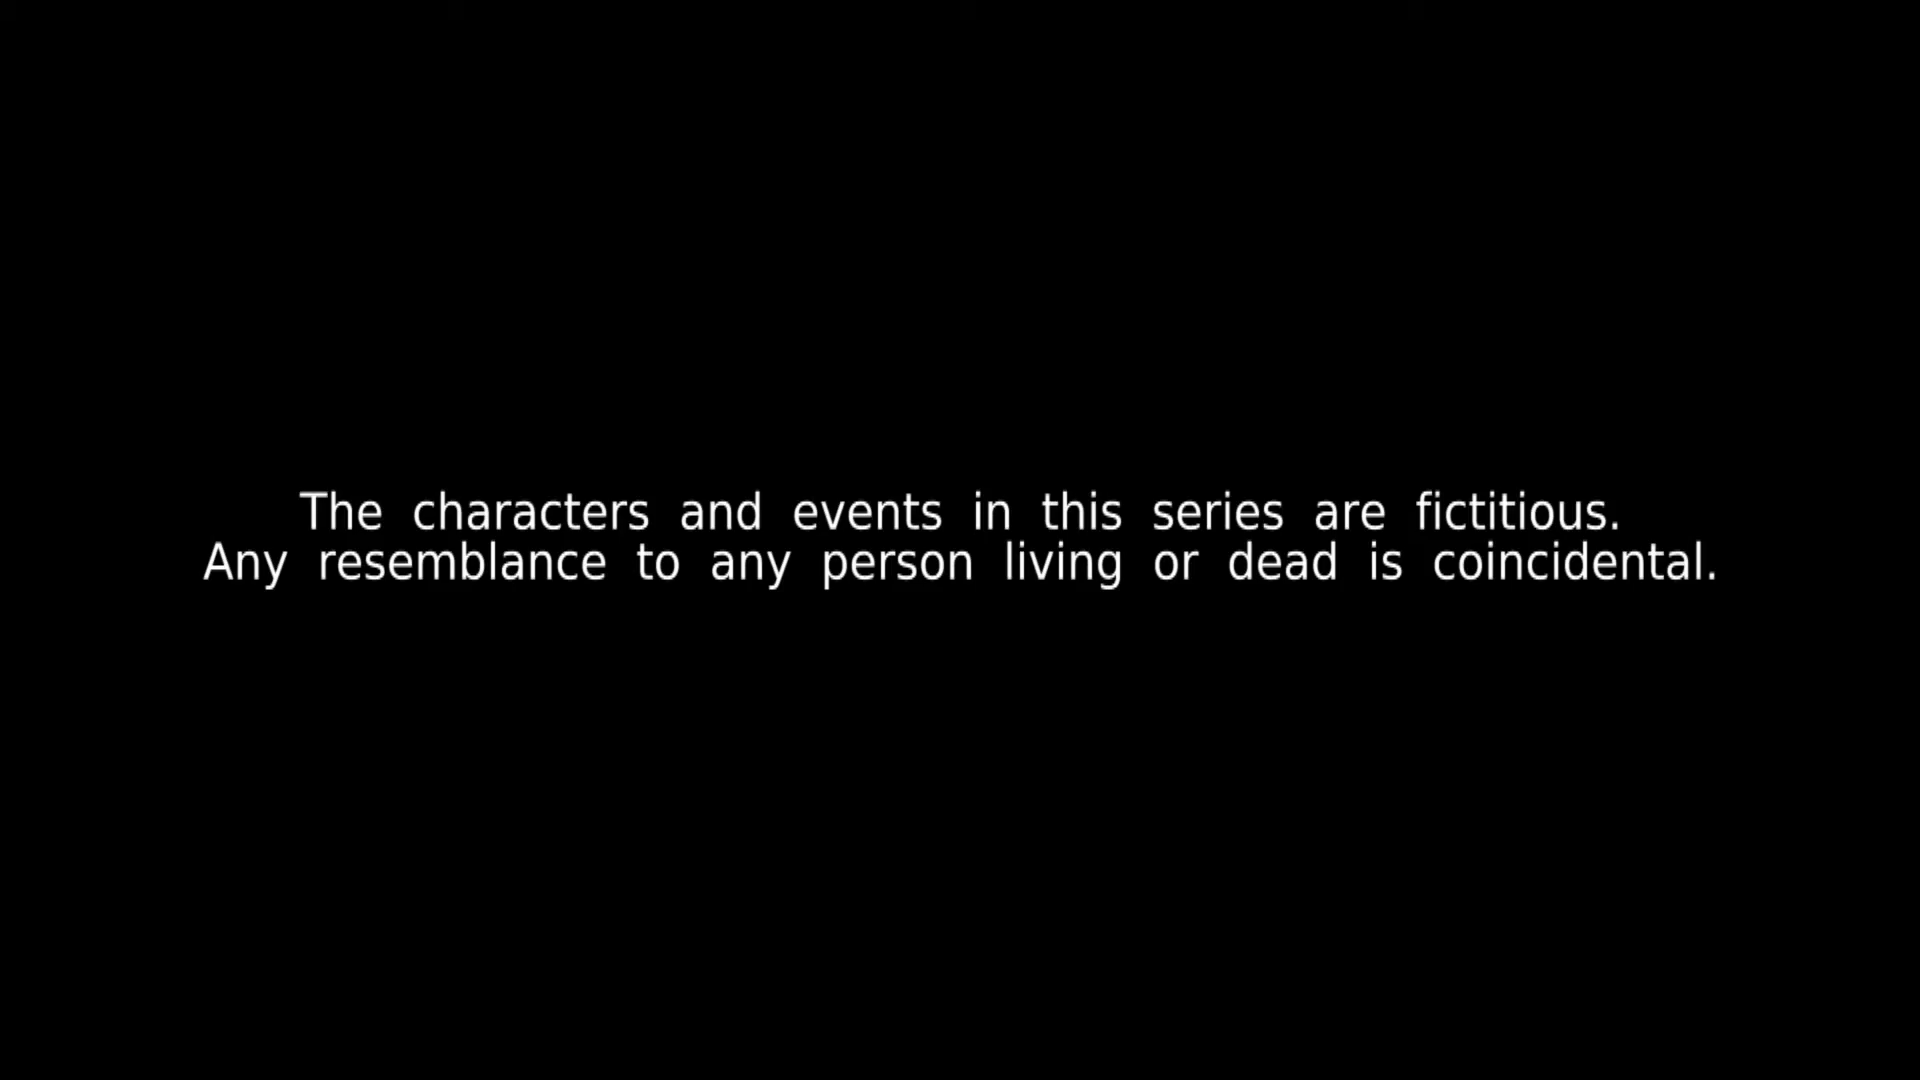 The characters and events in this series are fictitious.
Any resemblance to any person living or dead is coincidental.